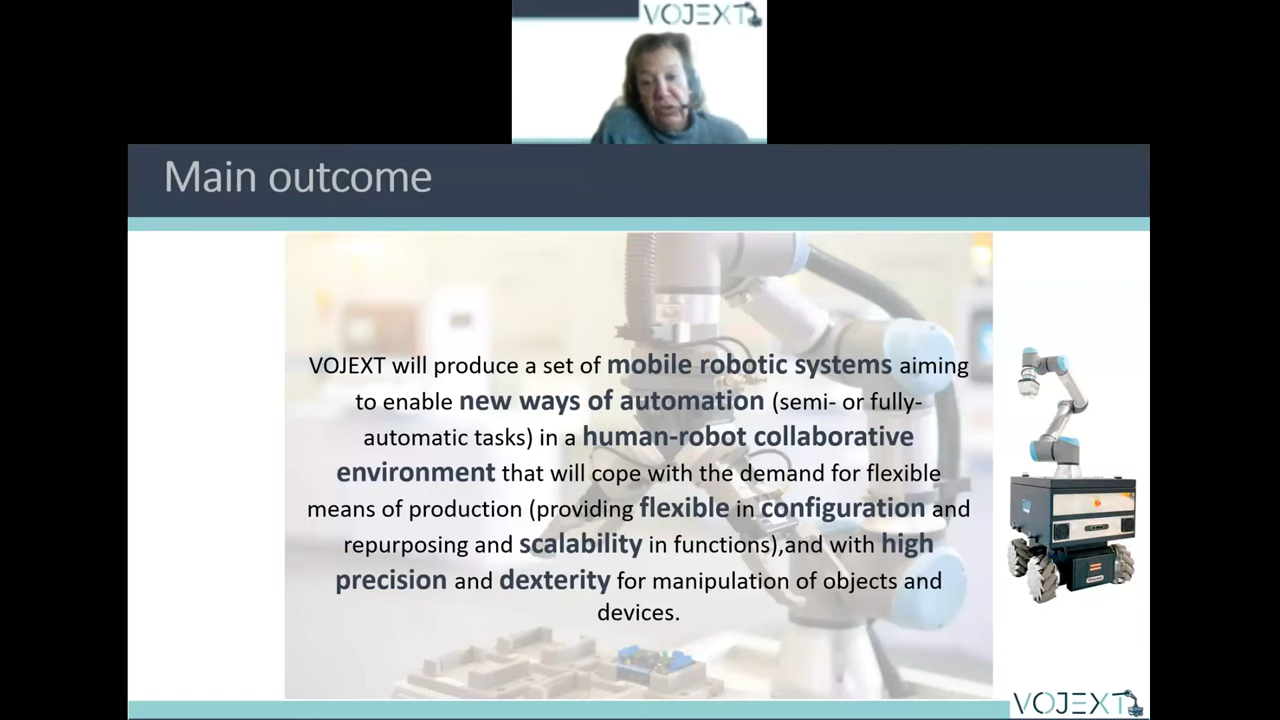 VOJEXT
Main outcome
VOJEXT will produce a set of mobile robotic systems aiming
to enable new ways of automation (semi- or fully-
automatic tasks) in a human-robot collaborative
environment that will cope with the demand for flexible
means of production (providing flexible in configuration and
repurposing and scalability in functions),and with high
precision and dexterity for manipulation of objects and
devices.
VOJEXT